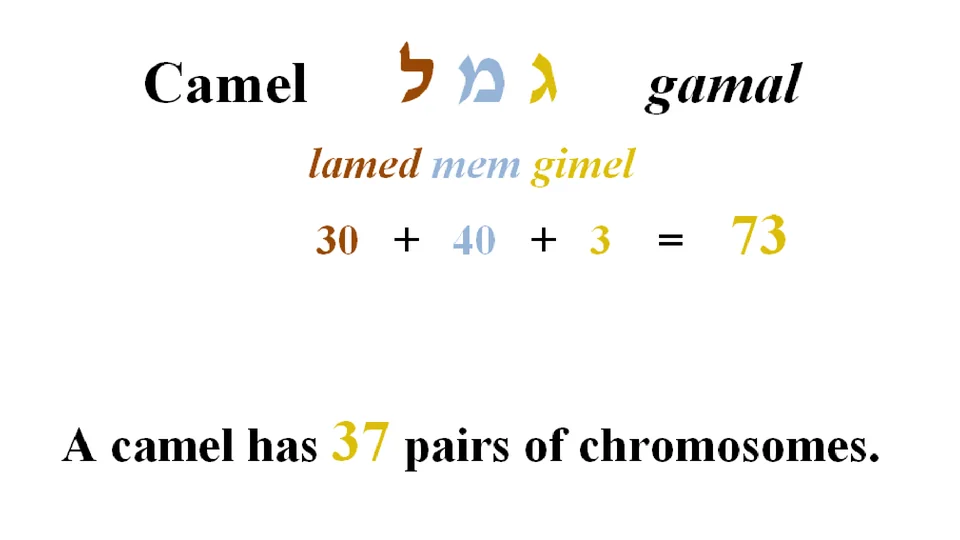 Camel גמל gamal
lamed mem gimel
30 + 40 + 3 = 73
A camel has 37 pairs of chromosomes.